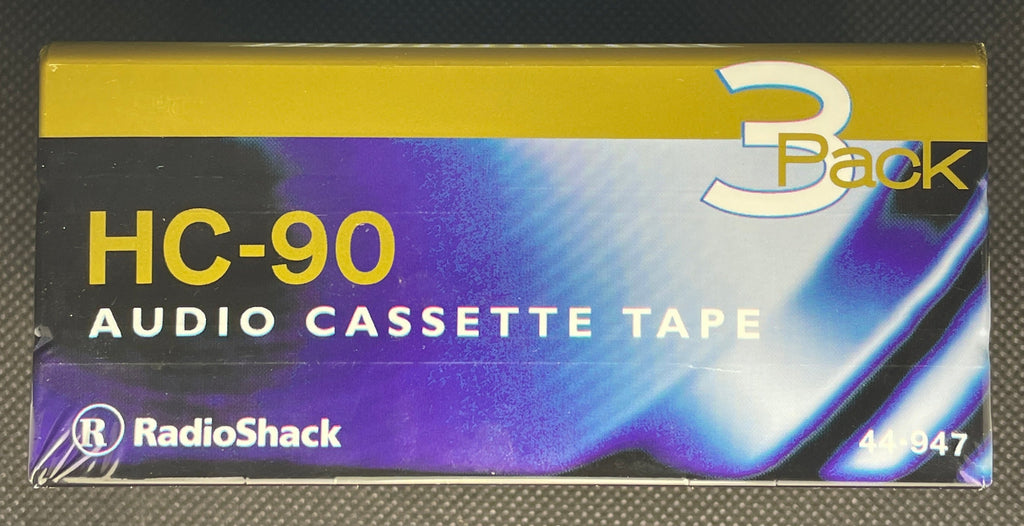 3 Pack
HC-90
AUDIO CASSETTE TAPE
R RadioShack
44-947